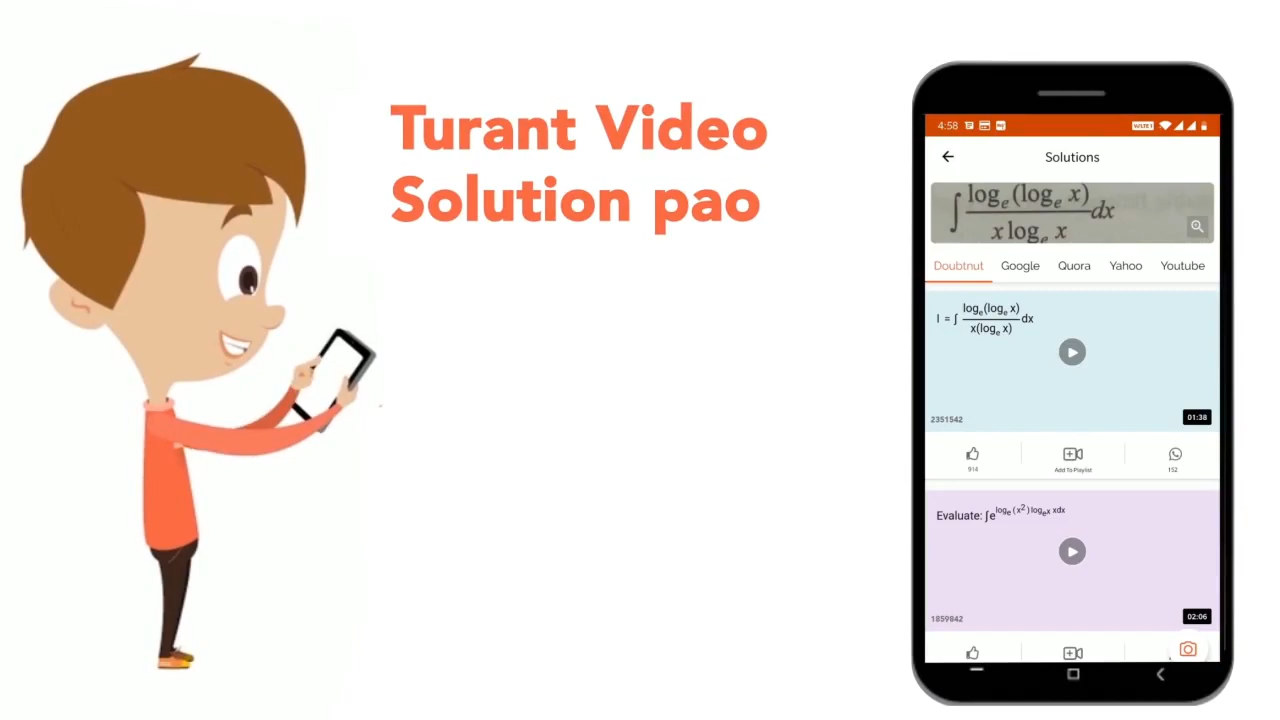 Turant Video
Solution pao
4:58
VoLTE1
Solutions
∫ logₑ(logₑ x) / x logₑ x dx
Doubtnut Google Quora Yahoo Youtube
I = ∫ logₑ(logₑ x) / x(logₑ x) dx
2351542 01:38
914 Add To Playlist 152
Evaluate: ∫e^logₑ(x²)logₑx xdx
1859842 02:06